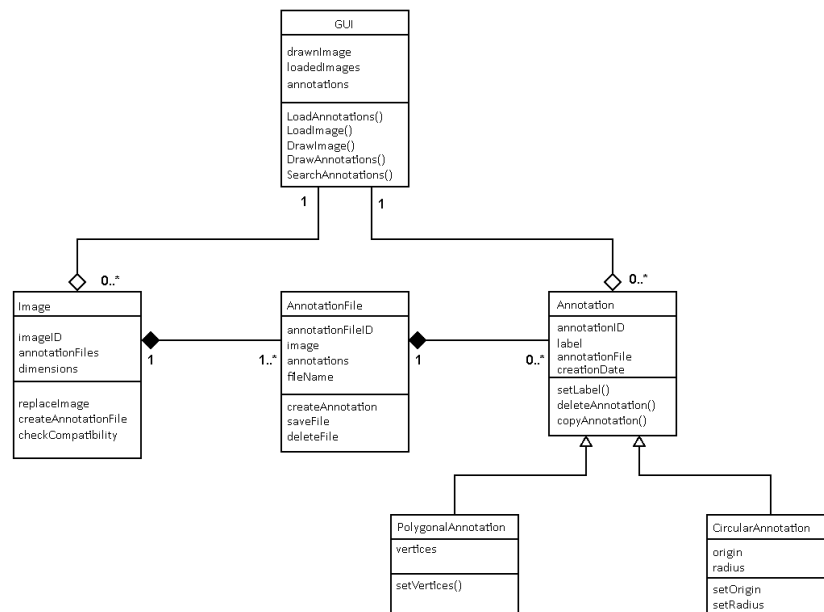 GUI
drawnImage
loadedImages
annotations
LoadAnnotations()
LoadImage()
DrawImage()
DrawAnnotations()
SearchAnnotations()
1
1
0..*
0..*
Image
imageID
annotationFiles
dimensions
replaceImage
createAnnotationFile
checkCompatibility
1
1..*
AnnotationFile
annotationFileID
image
annotations
fileName
createAnnotation
saveFile
deleteFile
1
0..*
Annotation
annotationID
label
annotationFile
creationDate
setLabel()
deleteAnnotation()
copyAnnotation()
PolygonalAnnotation
vertices
setVertices()
CircularAnnotation
origin
radius
setOrigin
setRadius